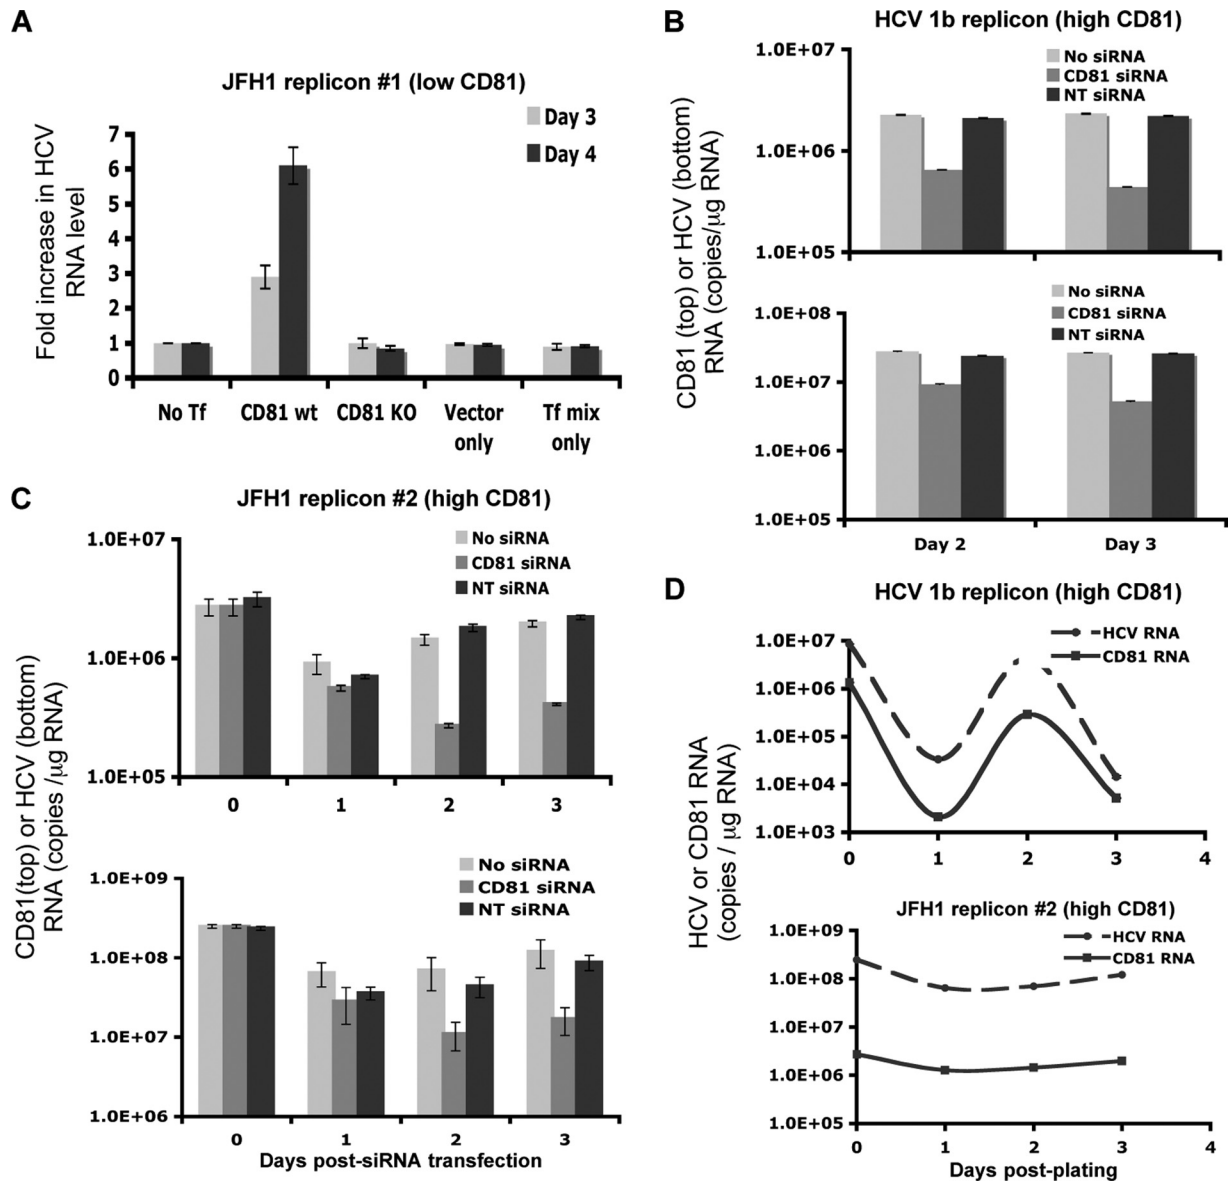 A
JFH1 replicon #1 (low CD81)
Day 3
Day 4
Fold increase in HCV
RNA level
7
6
5
4
3
2
1
0
No Tf
CD81 wt
CD81 KO
Vector
only
Tf mix
only
B
HCV 1b replicon (high CD81)
CD81 (top) or HCV (bottom)
RNA (copies/μg RNA)
No siRNA
CD81 siRNA
NT siRNA
1.0E+07
1.0E+06
1.0E+05
No siRNA
CD81 siRNA
NT siRNA
1.0E+08
1.0E+07
1.0E+06
1.0E+05
Day 2
Day 3
C
JFH1 replicon #2 (high CD81)
CD81(top) or HCV (bottom)
RNA (copies /μg RNA)
No siRNA
CD81 siRNA
NT siRNA
1.0E+07
1.0E+06
1.0E+05
0
1
2
3
No siRNA
CD81 siRNA
NT siRNA
1.0E+09
1.0E+08
1.0E+07
1.0E+06
0
1
2
3
Days post-siRNA transfection
D
HCV 1b replicon (high CD81)
HCV or CD81 RNA
(copies / μg RNA)
HCV RNA
CD81 RNA
1.0E+07
1.0E+06
1.0E+05
1.0E+04
1.0E+03
0
1
2
3
4
JFH1 replicon #2 (high CD81)
HCV RNA
CD81 RNA
1.0E+09
1.0E+08
1.0E+07
1.0E+06
1.0E+05
0
1
2
3
4
Days post-plating